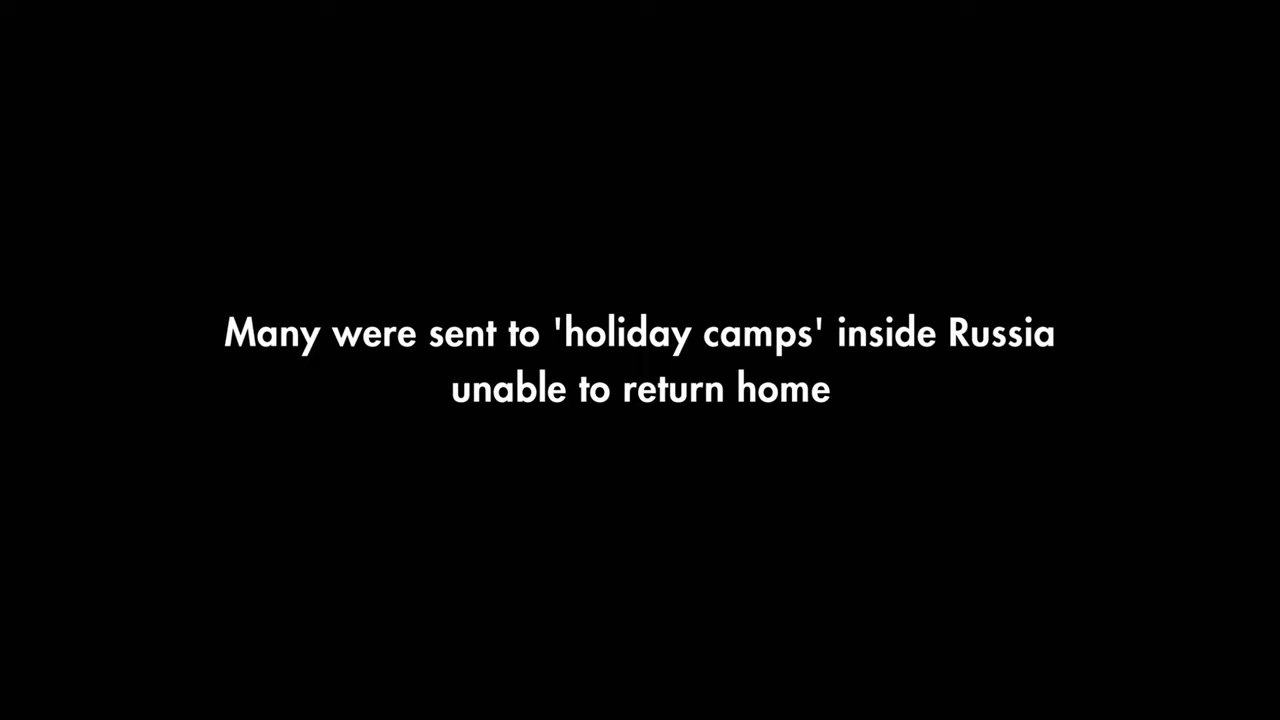 Many were sent to 'holiday camps' inside Russia
unable to return home